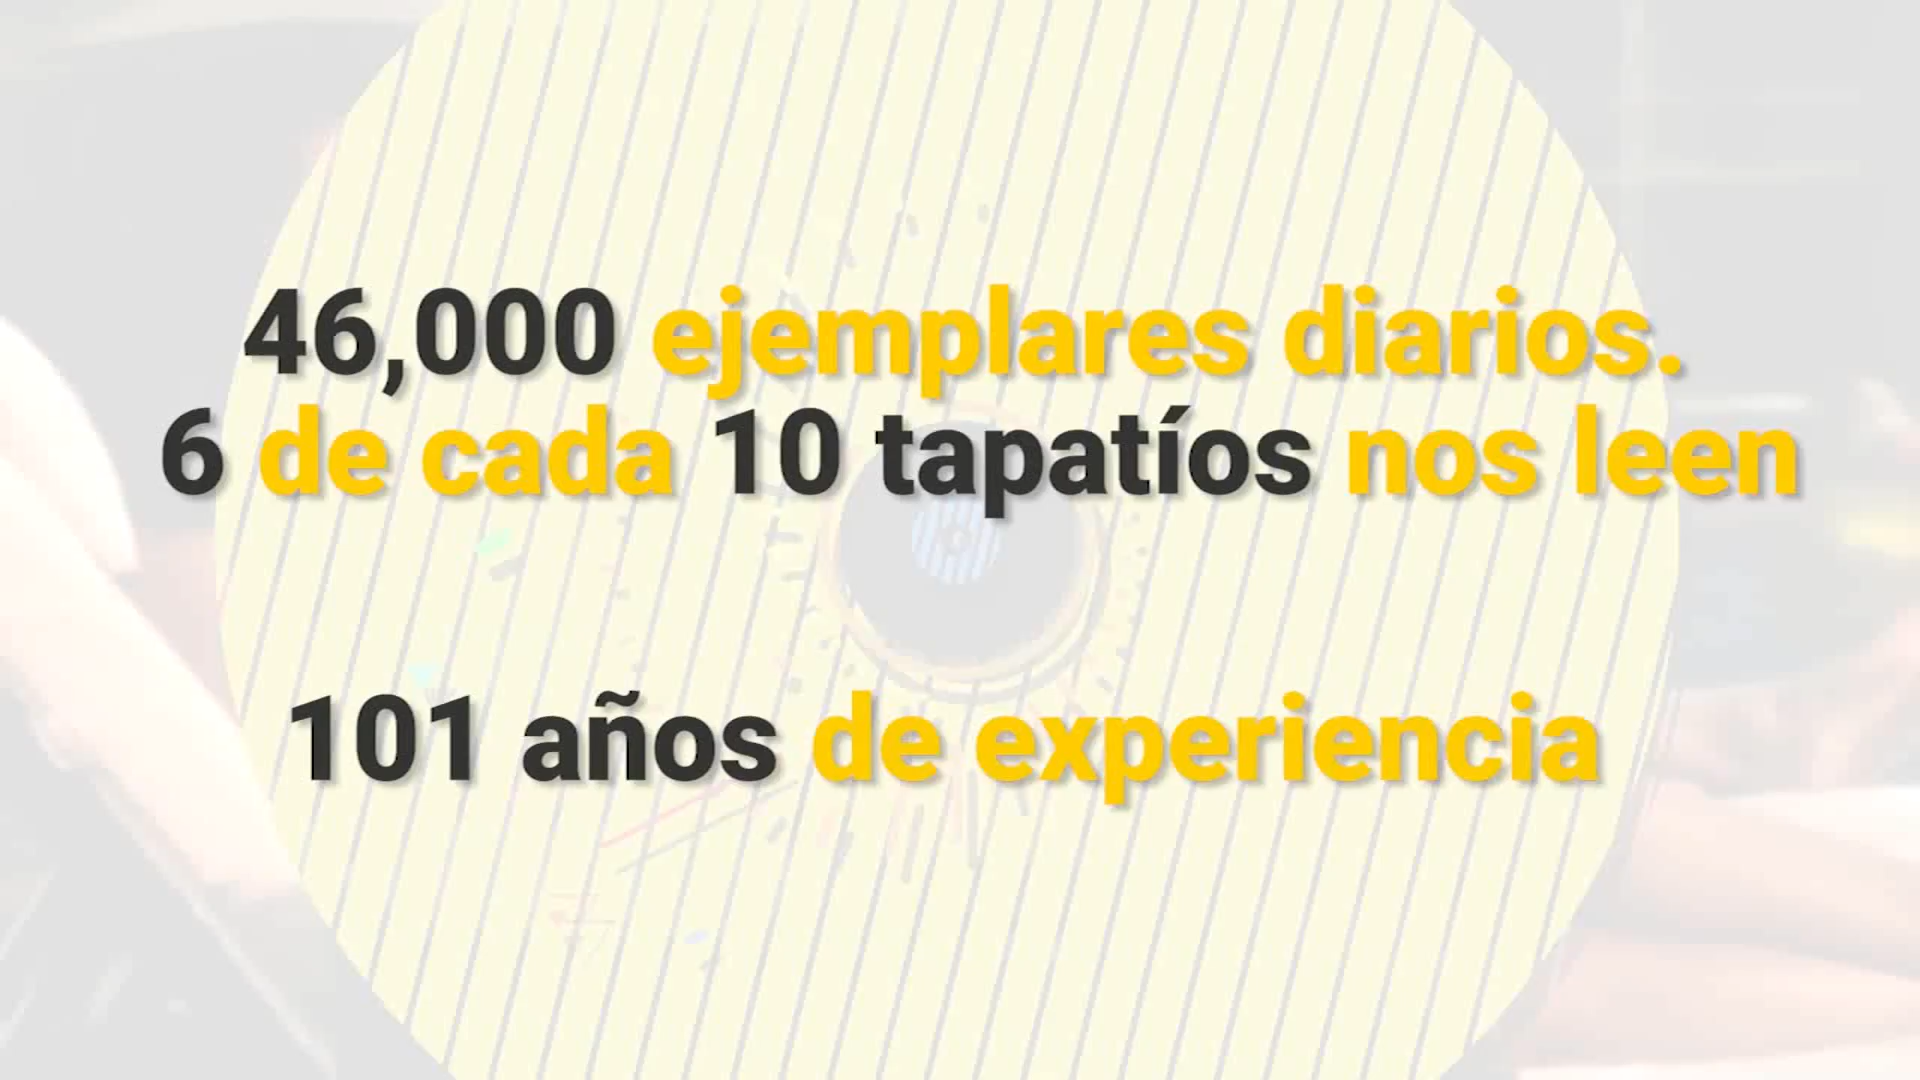 46,000 ejemplares diarios.
6 de cada 10 tapatíos nos leen
101 años de experiencia